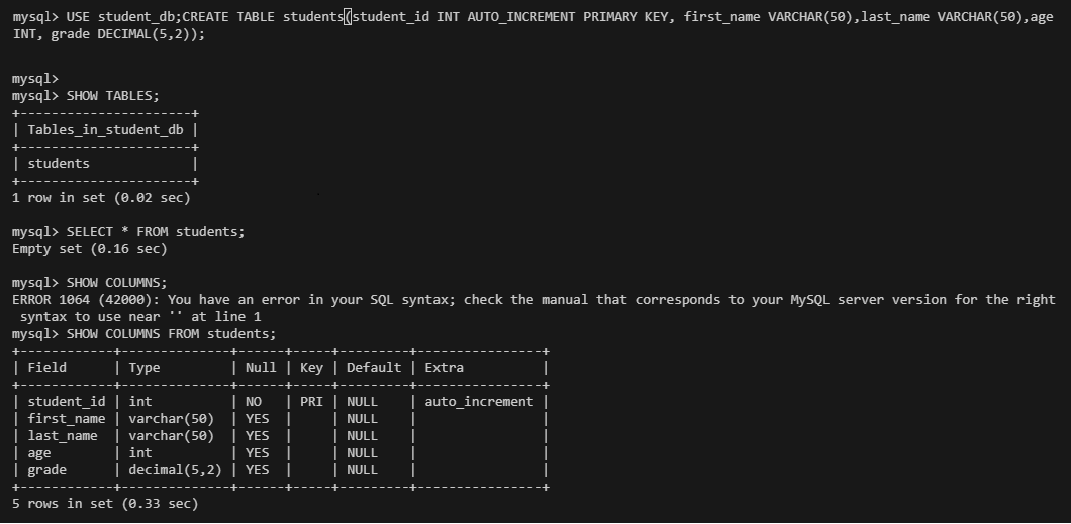 mysql> USE student_db;CREATE TABLE students(student_id INT AUTO_INCREMENT PRIMARY KEY, first_name VARCHAR(50),last_name VARCHAR(50),age
INT, grade DECIMAL(5,2));
mysql>
mysql> SHOW TABLES;
+----------------------+
| Tables_in_student_db |
+----------------------+
| students             |
+----------------------+
1 row in set (0.02 sec)
mysql> SELECT * FROM students;
Empty set (0.16 sec)
mysql> SHOW COLUMNS;
ERROR 1064 (42000): You have an error in your SQL syntax; check the manual that corresponds to your MySQL server version for the right
 syntax to use near '' at line 1
mysql> SHOW COLUMNS FROM students;
+------------+--------------+------+-----+---------+----------------+
| Field      | Type         | Null | Key | Default | Extra          |
+------------+--------------+------+-----+---------+----------------+
| student_id | int          | NO   | PRI | NULL    | auto_increment |
| first_name | varchar(50)  | YES  |     | NULL    |                |
| last_name  | varchar(50)  | YES  |     | NULL    |                |
| age        | int          | YES  |     | NULL    |                |
| grade      | decimal(5,2) | YES  |     | NULL    |                |
+------------+--------------+------+-----+---------+----------------+
5 rows in set (0.33 sec)